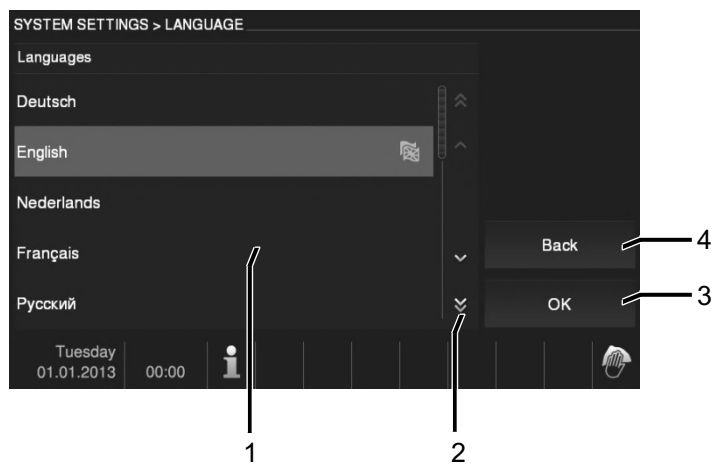 SYSTEM SETTINGS > LANGUAGE
Languages
Deutsch
English
Nederlands
Français
Русский
Back
OK
4
3
Tuesday
01.01.2013
00:00
i
1
2